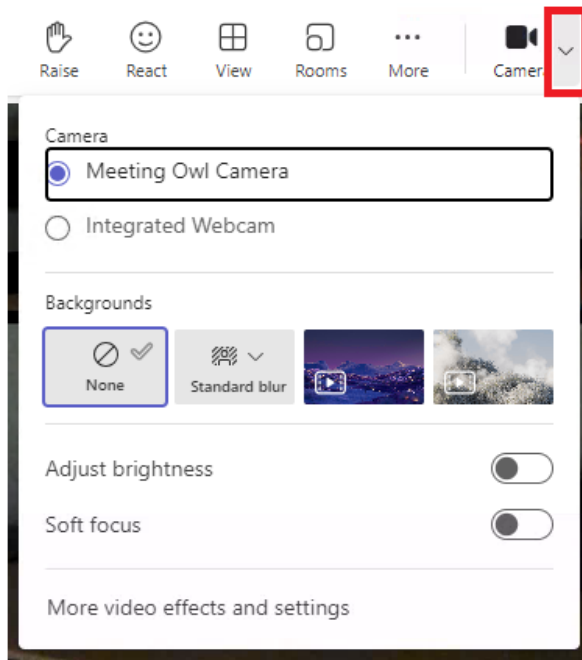 Raise React View Rooms More Camera
Camera
Meeting Owl Camera
Integrated Webcam
Backgrounds
None Standard blur
Adjust brightness
Soft focus
More video effects and settings